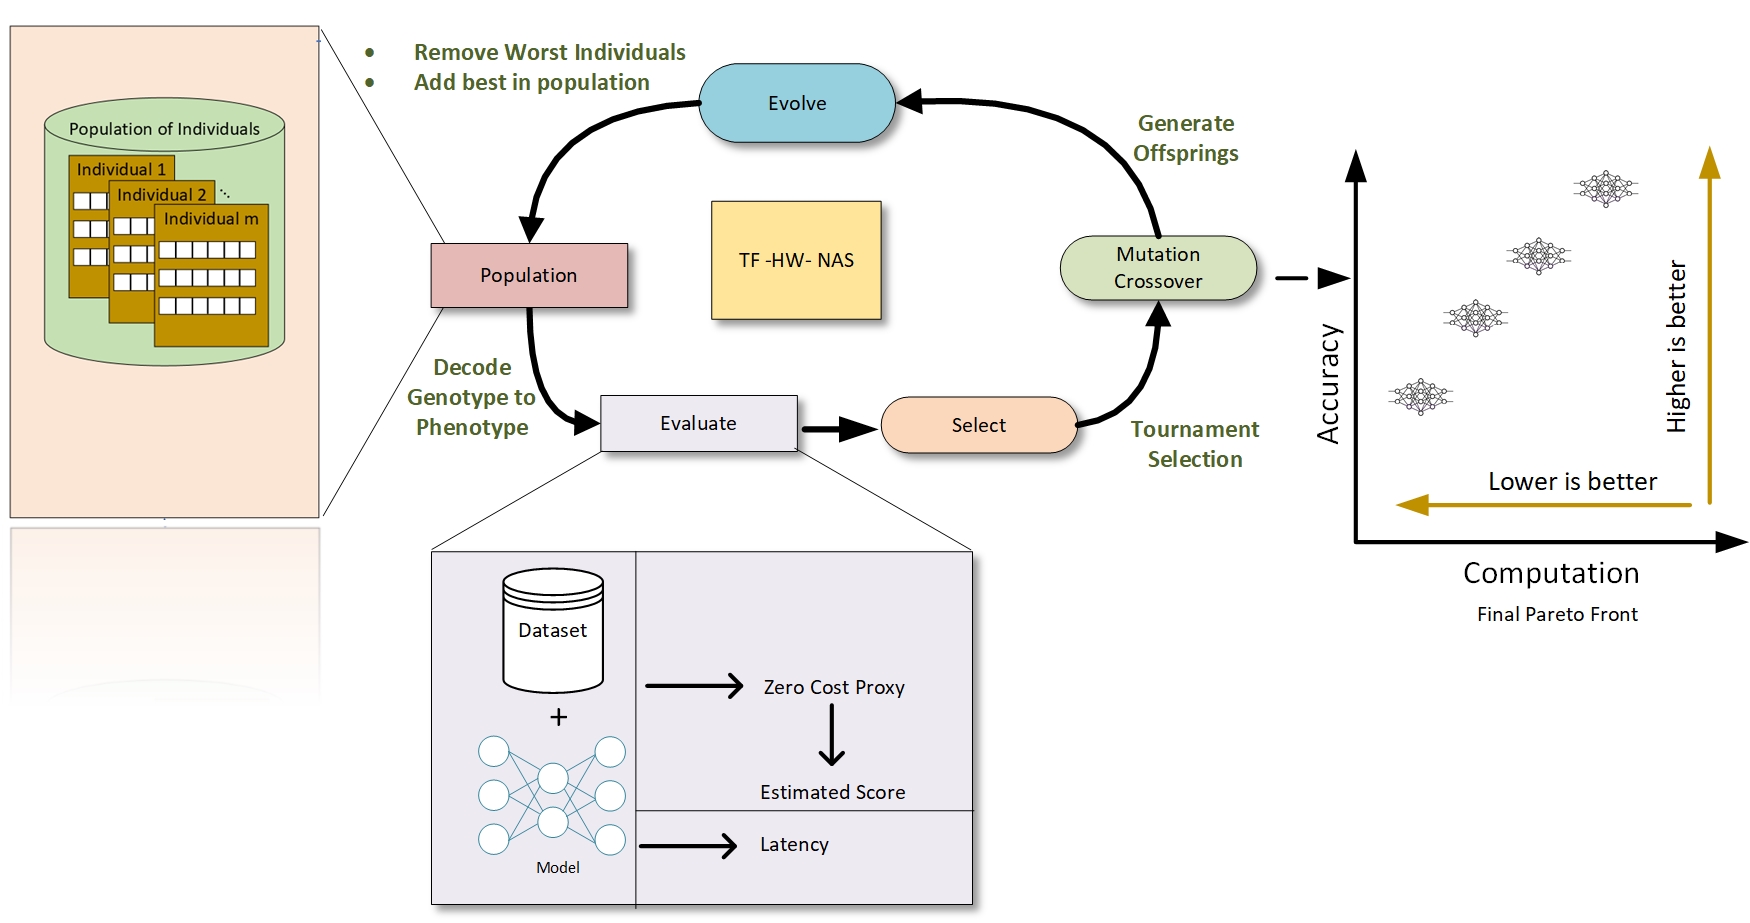 Population of Individuals
Individual 1
Individual 2
Individual m
• Remove Worst Individuals
• Add best in population
Evolve
Generate
Offsprings
Population
TF -HW- NAS
Mutation
Crossover
Decode
Genotype to
Phenotype
Evaluate
Select
Tournament
Selection
Dataset
+
Model
Zero Cost Proxy
Estimated Score
Latency
Accuracy
Higher is better
Lower is better
Computation
Final Pareto Front